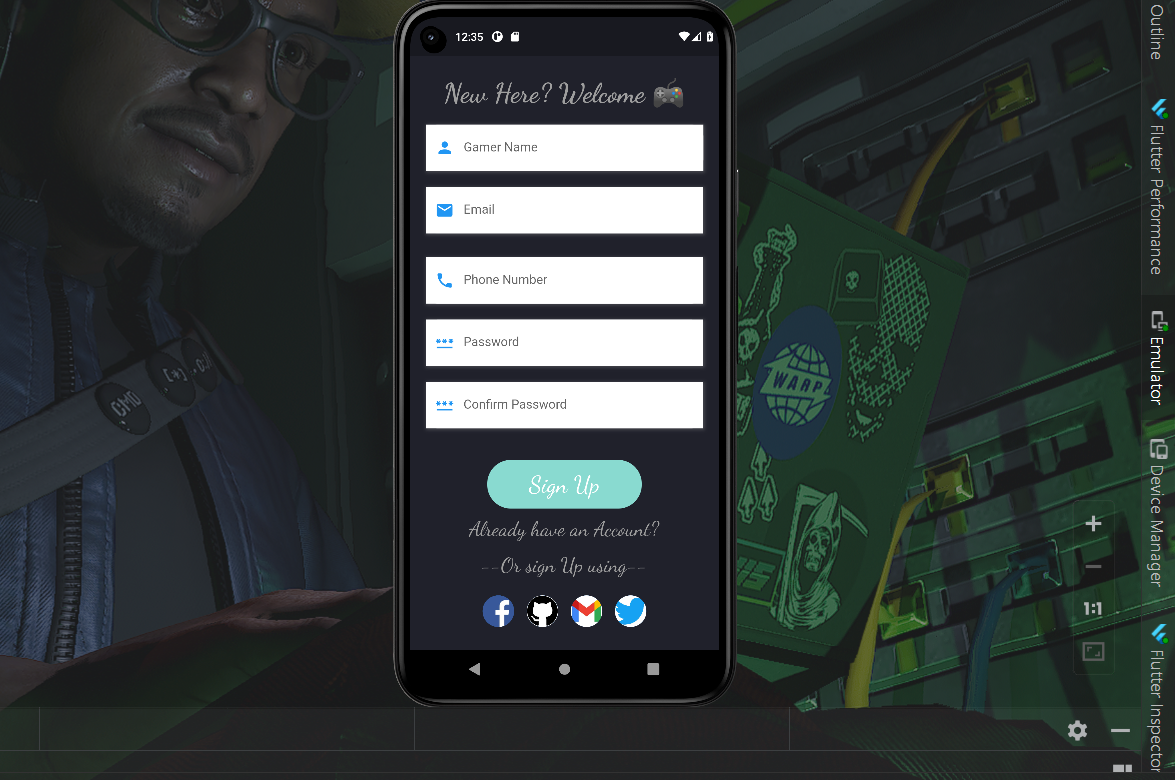 12:35
New Here? Welcome 🎮
Gamer Name
Email
Phone Number
Password
Confirm Password
Sign Up
Already have an Account?
--Or sign Up using--
CMD
WARP
1:1
Outline
Flutter Performance
Emulator
Device Manager
Flutter Inspector